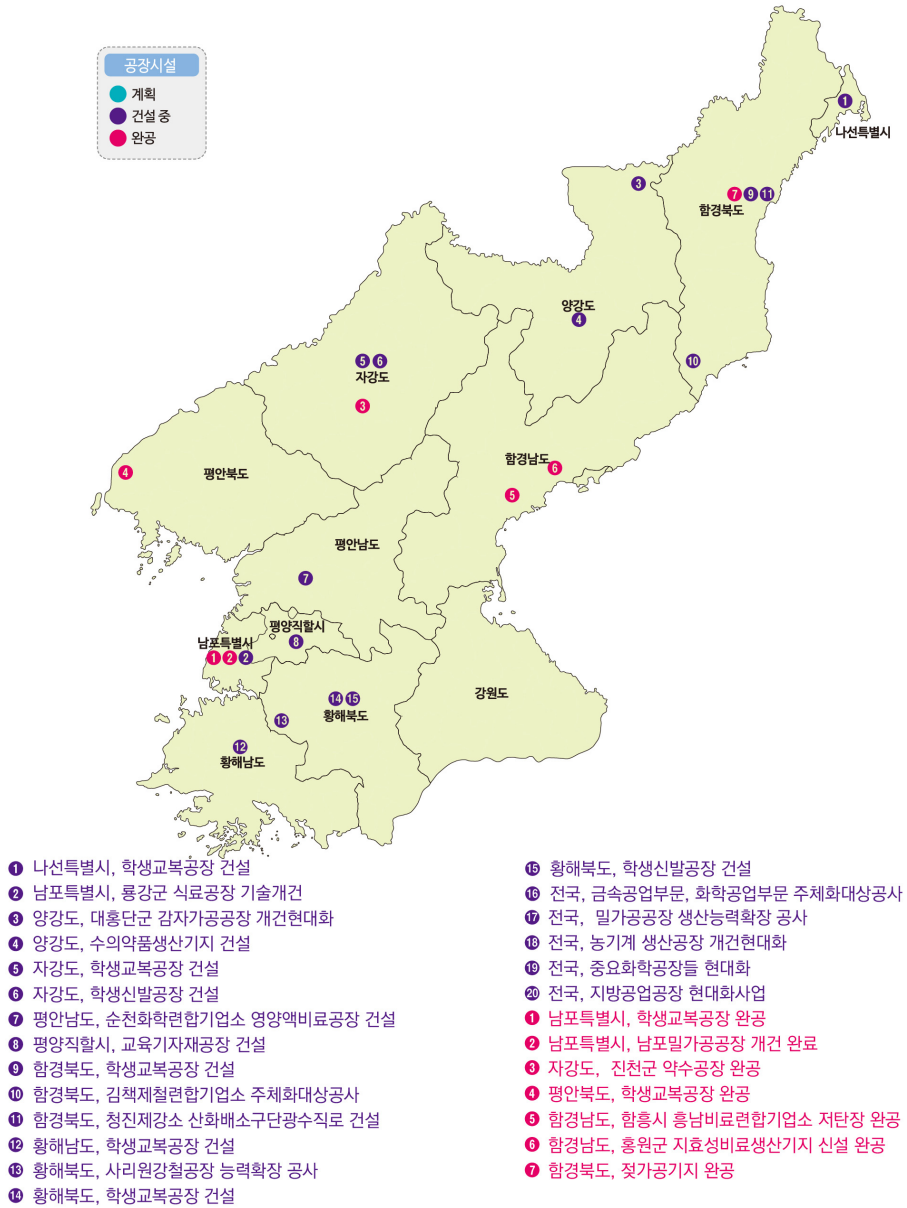 공장시설
계획
건설 중
완공
1
나선특별시
3
7 9 11
함경북도
양강도
4
10
5 6
자강도
3
함경남도
6
5
4
평안북도
평안남도
7
평양직할시
8
남포특별시
1 2 2
강원도
14 15
황해북도
13
12
황해남도
1 나선특별시, 학생교복공장 건설
2 남포특별시, 룡강군 식료공장 기술개건
3 양강도, 대홍단군 감자가공공장 개건현대화
4 양강도, 수의약품생산기지 건설
5 자강도, 학생교복공장 건설
6 자강도, 학생신발공장 건설
7 평안남도, 순천화학련합기업소 영양액비료공장 건설
8 평양직할시, 교육기자재공장 건설
9 함경북도, 학생교복공장 건설
10 함경북도, 김책제철련합기업소 주체화대상공사
11 함경북도, 청진제강소 산화배소구단광수직로 건설
12 황해남도, 학생교복공장 건설
13 황해북도, 사리원강철공장 능력확장 공사
14 황해북도, 학생교복공장 건설
15 황해북도, 학생신발공장 건설
16 전국, 금속공업부문, 화학공업부문 주체화대상공사
17 전국, 밀가공공장 생산능력확장 공사
18 전국, 농기계 생산공장 개건현대화
19 전국, 중요화학공장들 현대화
20 전국, 지방공업공장 현대화사업
1 남포특별시, 학생교복공장 완공
2 남포특별시, 남포밀가공공장 개건 완료
3 자강도, 진천군 약수공장 완공
4 평안북도, 학생교복공장 완공
5 함경남도, 함흥시 흥남비료련합기업소 저탄장 완공
6 함경남도, 홍원군 지효성비료생산기지 신설 완공
7 함경북도, 젖가공기지 완공